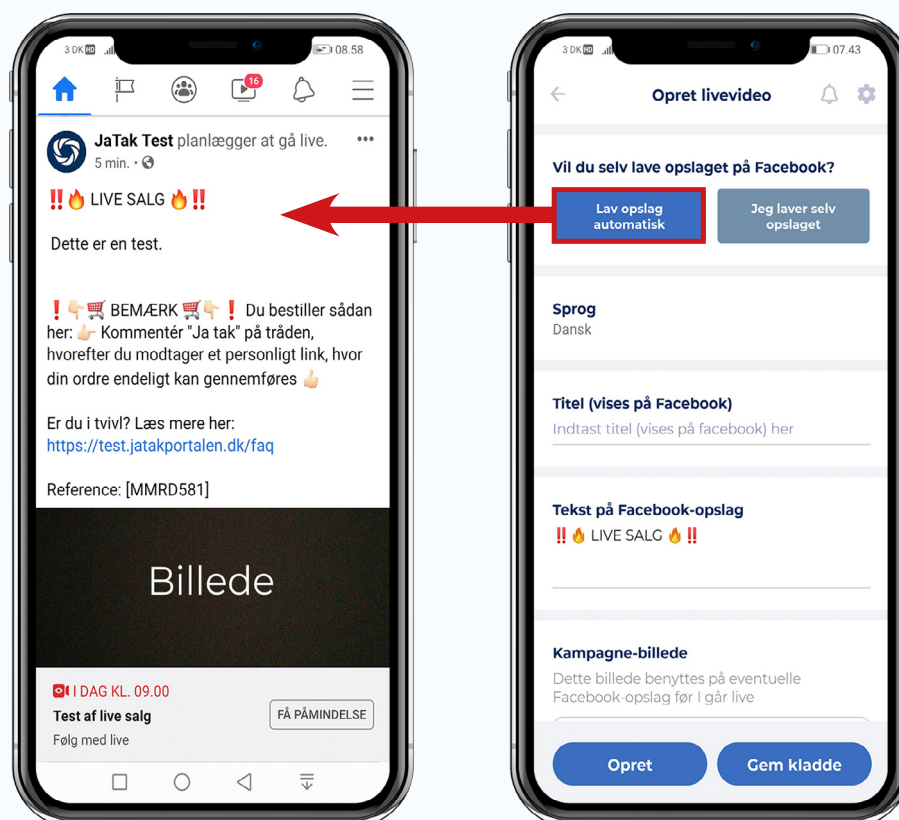 3 DK HD
08.58
16
JaTak Test planlægger at gå live.
5 min. ·
‼️🔥 LIVE SALG 🔥‼️
Dette er en test.
❗👇🏻🛒 BEMÆRK 🛒👇🏻❗ Du bestiller sådan
her: 👉🏻 Kommentér "Ja tak" på tråden,
hvorefter du modtager et personligt link, hvor
din ordre endeligt kan gennemføres 👍🏻
Er du i tvivl? Læs mere her:
https://test.jatakportalen.dk/faq
Reference: [MMRD581]
Billede
I DAG KL. 09.00
Test af live salg
Følg med live
FÅ PÅMINDELSE
3 DK HD
07.43
Opret livevideo
Vil du selv lave opslaget på Facebook?
Lav opslag
automatisk
Jeg laver selv
opslaget
Sprog
Dansk
Titel (vises på Facebook)
Indtast titel (vises på facebook) her
Tekst på Facebook-opslag
‼️🔥 LIVE SALG 🔥‼️
Kampagne-billede
Dette billede benyttes på eventuelle
Facebook-opslag før I går live
Opret
Gem kladde